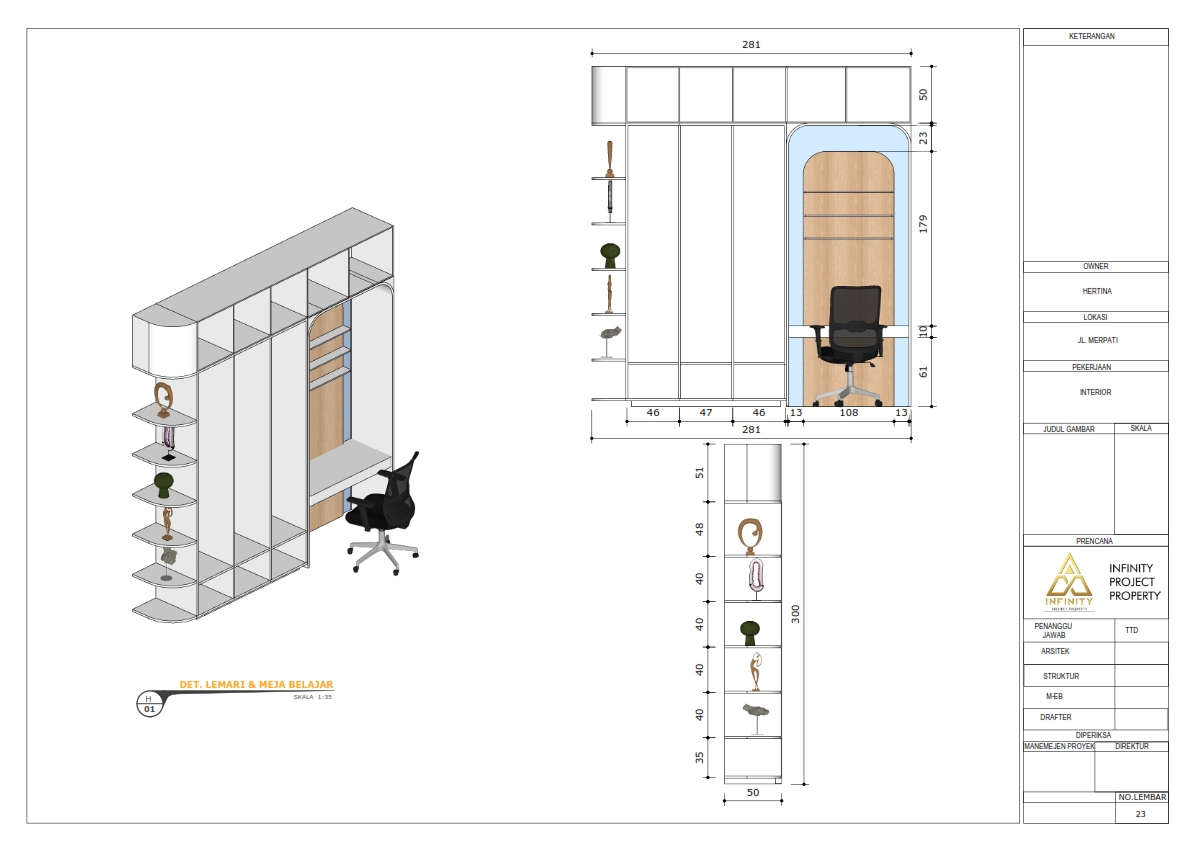 281
50
23
179
10
61
46
47
46
13
108
13
281
51
48
40
40
40
40
35
300
50
DET. LEMARI & MEJA BELAJAR
SKALA 1:35
H
01
KETERANGAN
OWNER
HERTINA
LOKASI
JL. MERPATI
PEKERJAAN
INTERIOR
JUDUL GAMBAR
SKALA
PRENCANA
INFINITY
PROJECT PROPERTY
INFINITY
PROJECT
PROPERTY
PENANGGU
JAWAB
TTD
ARSITEK
STRUKTUR
M-EB
DRAFTER
DIPERIKSA
MANEMEJEN PROYEK
DIREKTUR
NO.LEMBAR
23